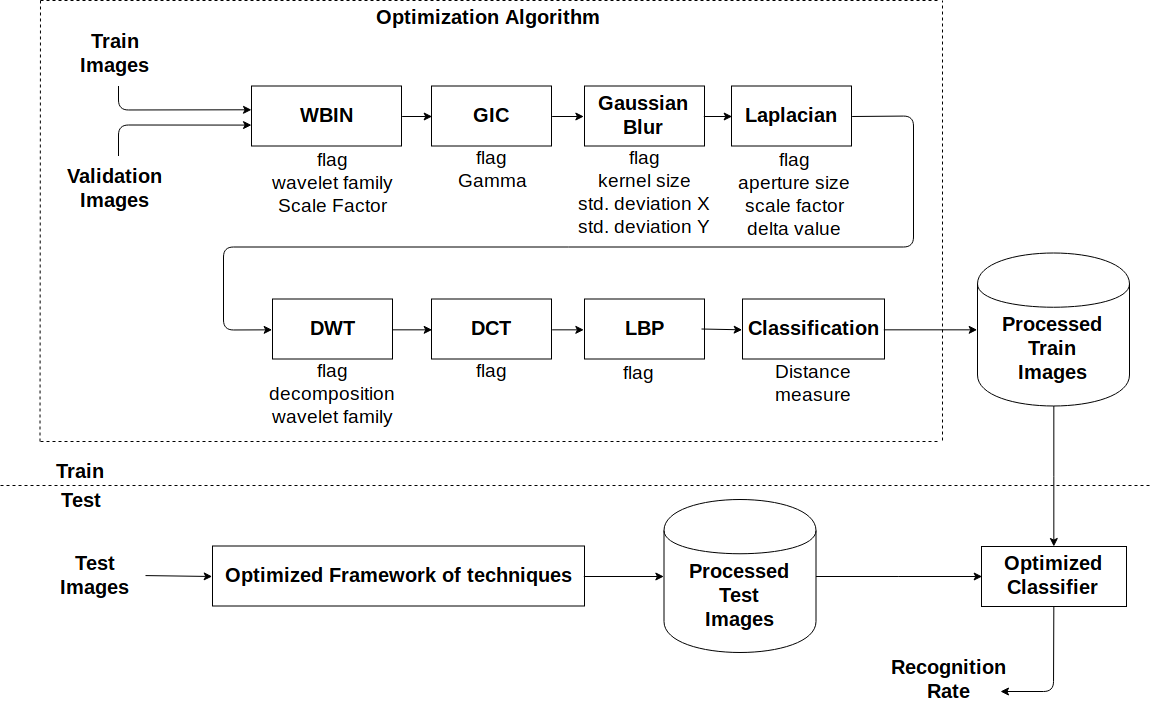 Optimization Algorithm
Train
Images
Validation
Images
WBIN
flag
wavelet family
Scale Factor
GIC
flag
Gamma
Gaussian
Blur
flag
kernel size
std. deviation X
std. deviation Y
Laplacian
flag
aperture size
scale factor
delta value
DWT
flag
decomposition
wavelet family
DCT
flag
LBP
flag
Classification
Distance
measure
Processed
Train
Images
Train
Test
Test
Images
Optimized Framework of techniques
Processed
Test
Images
Optimized
Classifier
Recognition
Rate